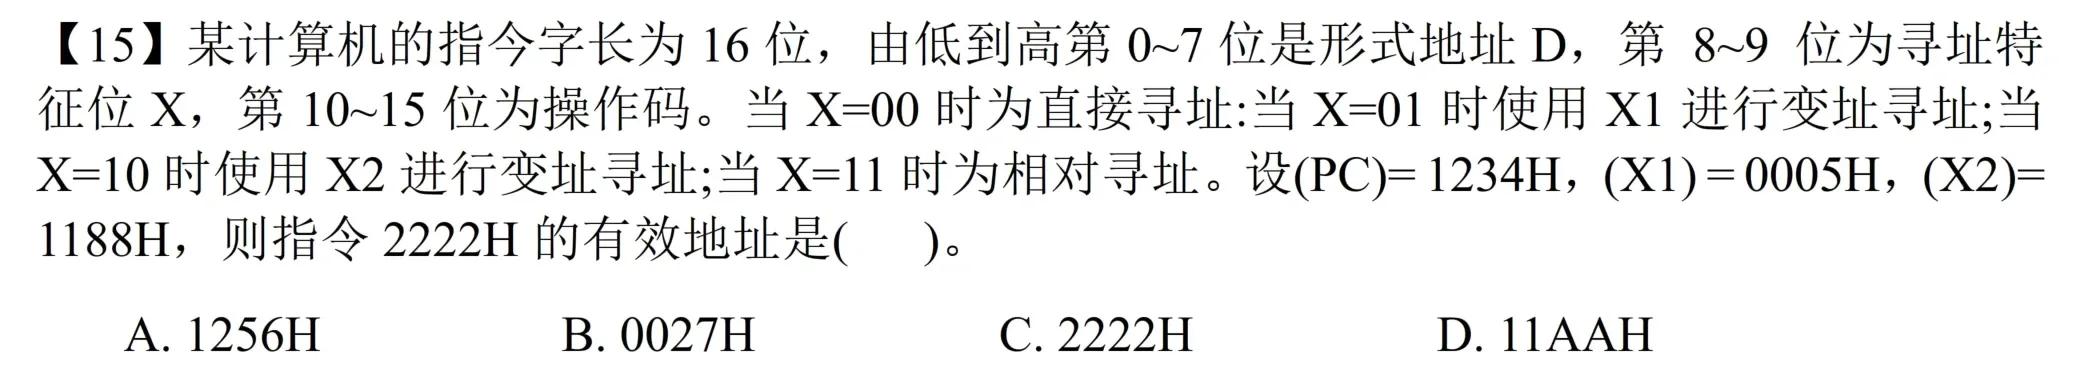 【15】某计算机的指令字长为 16 位，由低到高第 0~7 位是形式地址 D，第 8~9 位为寻址特
征位 X，第 10~15 位为操作码。当 X=00 时为直接寻址:当 X=01 时使用 X1 进行变址寻址;当
X=10 时使用 X2 进行变址寻址;当 X=11 时为相对寻址。设(PC)= 1234H，(X1) = 0005H，(X2)=
1188H，则指令 2222H 的有效地址是( )。
A. 1256H B. 0027H C. 2222H D. 11AAH